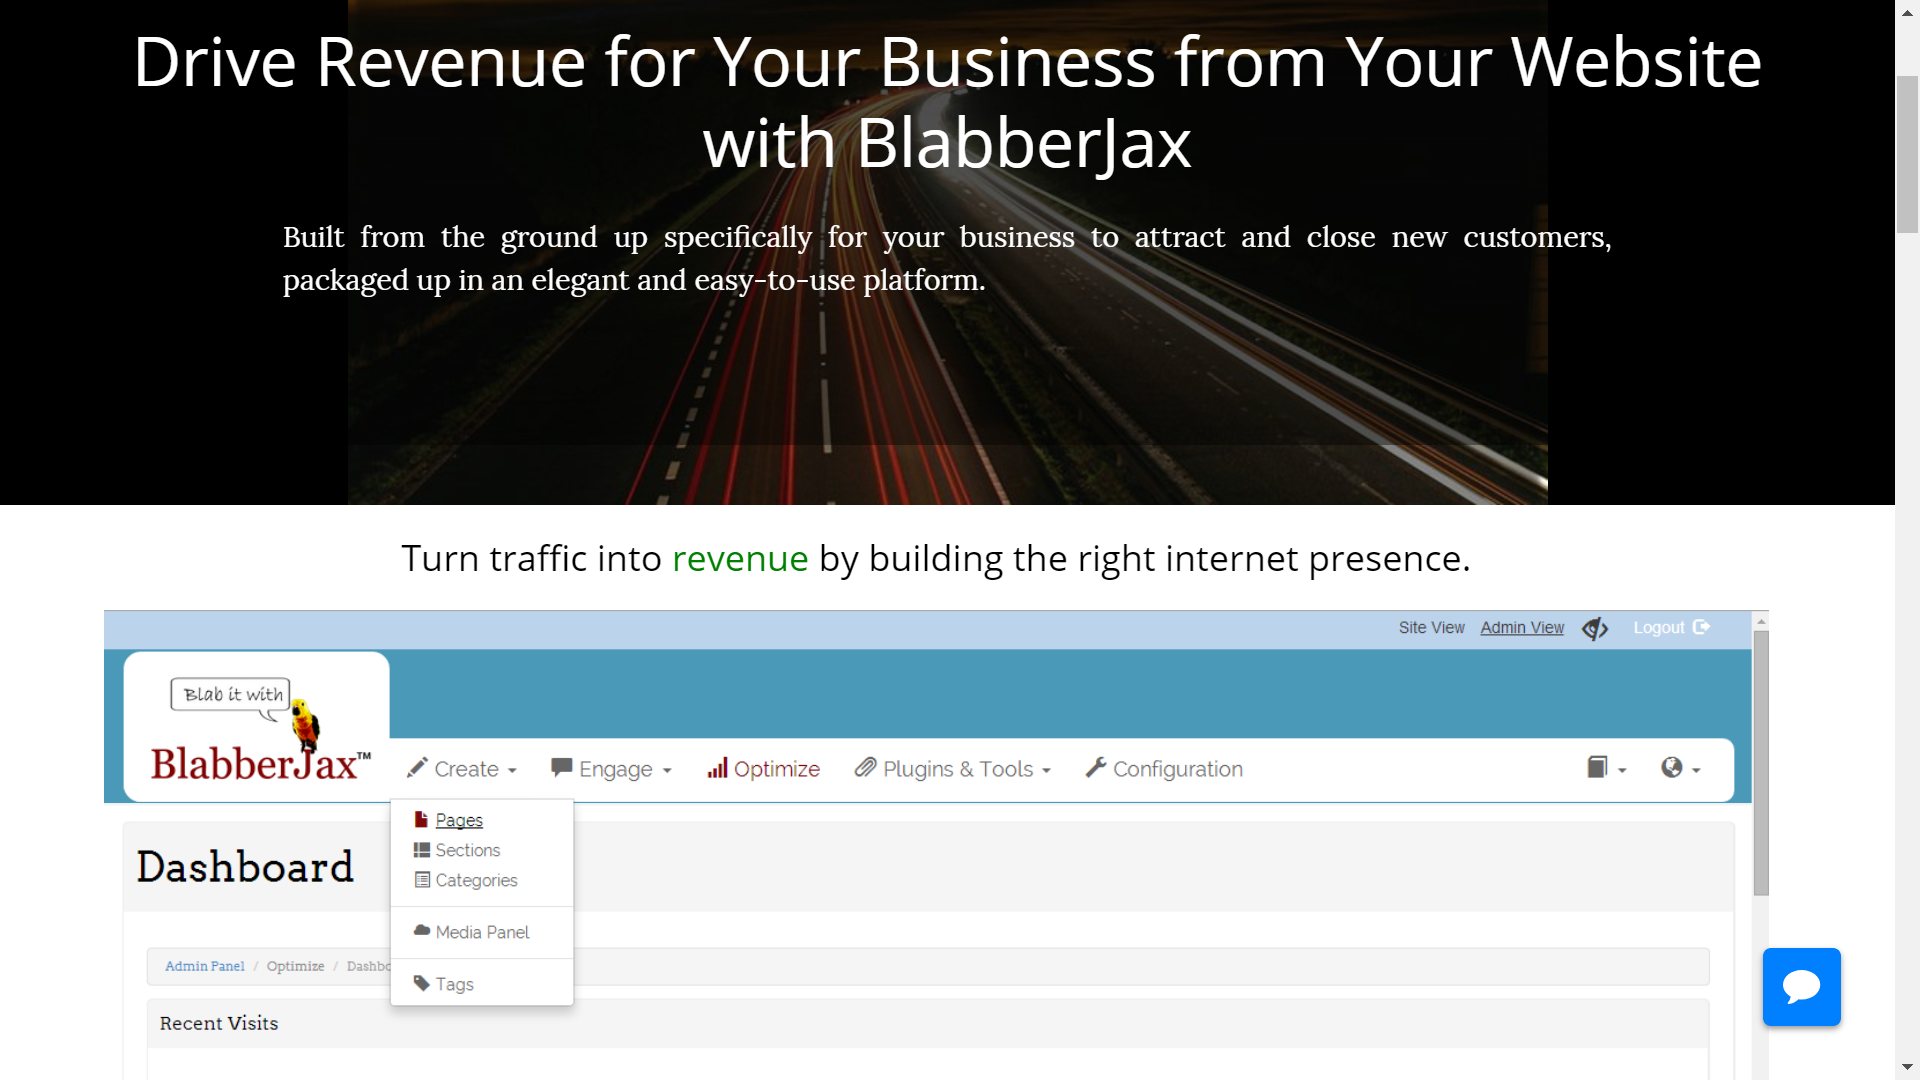 Drive Revenue for Your Business from Your Website
with BlabberJax
Built from the ground up specifically for your business to attract and close new customers,
packaged up in an elegant and easy-to-use platform.
Turn traffic into revenue by building the right internet presence.
Site View Admin View Logout
Blab it with
BlabberJax™
Create Engage Optimize Plugins & Tools Configuration
Pages
Sections
Categories
Media Panel
Tags
Dashboard
Admin Panel / Optimize / Dashbo
Recent Visits